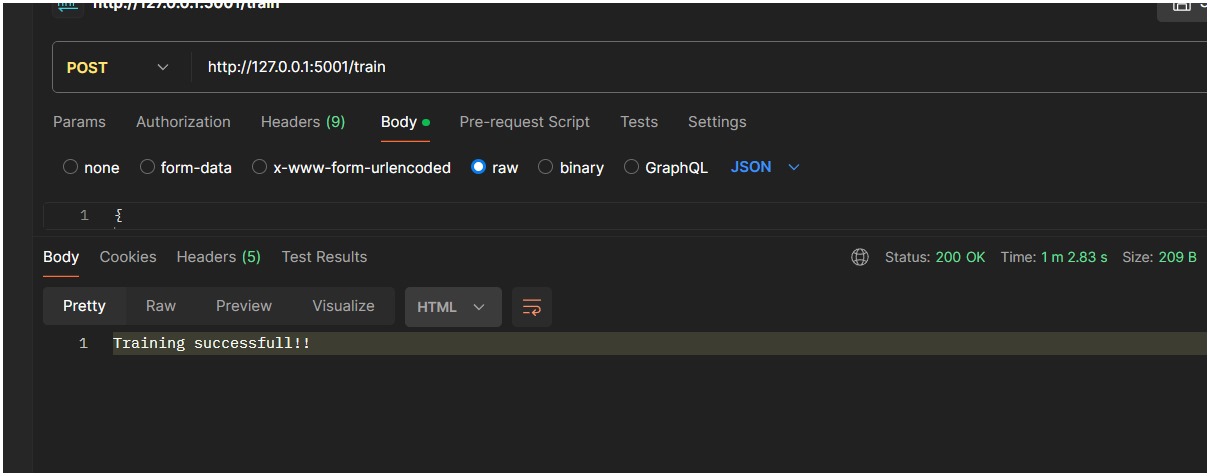 http://127.0.0.1:5001/train
POST
http://127.0.0.1:5001/train
Params Authorization Headers (9) Body Pre-request Script Tests Settings
none form-data x-www-form-urlencoded raw binary GraphQL JSON
1 {
Body Cookies Headers (5) Test Results Status: 200 OK Time: 1 m 2.83 s Size: 209 B
Pretty Raw Preview Visualize HTML
1 Training successfull!!